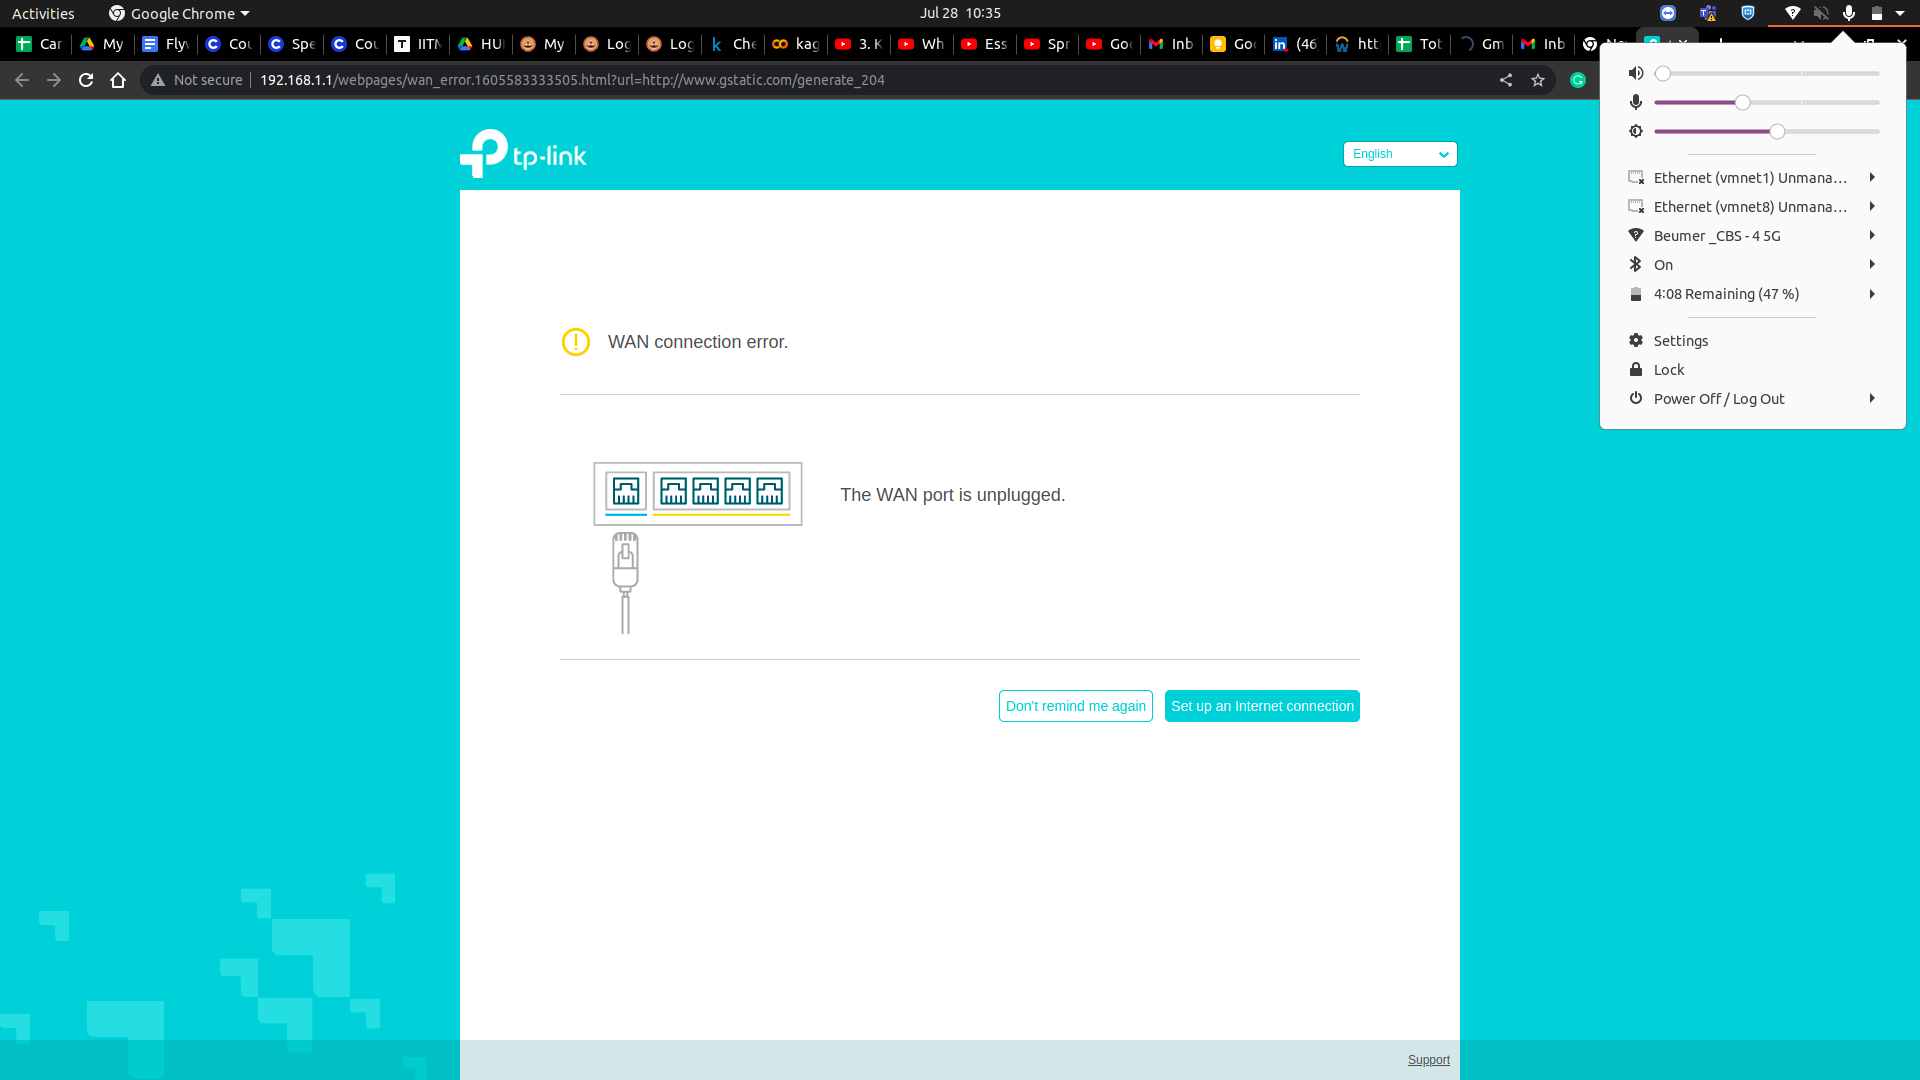 Activities
Google Chrome
Jul 28 10:35
Car
My
Flyw
Cou
Spe
Cou
IITM
HU
My
Log
Log
Che
kag
3. K
Wh
Ess
Spr
Goo
Inb
Goo
(46)
http
Tot
Gm
Inb
Not secure
192.168.1.1/webpages/wan_error.1605583333505.html?url=http://www.gstatic.com/generate_204
tp-link
English
WAN connection error.
The WAN port is unplugged.
Don't remind me again
Set up an Internet connection
Support
Ethernet (vmnet1) Unmana…
Ethernet (vmnet8) Unmana…
Beumer _CBS - 4 5G
On
4:08 Remaining (47 %)
Settings
Lock
Power Off / Log Out